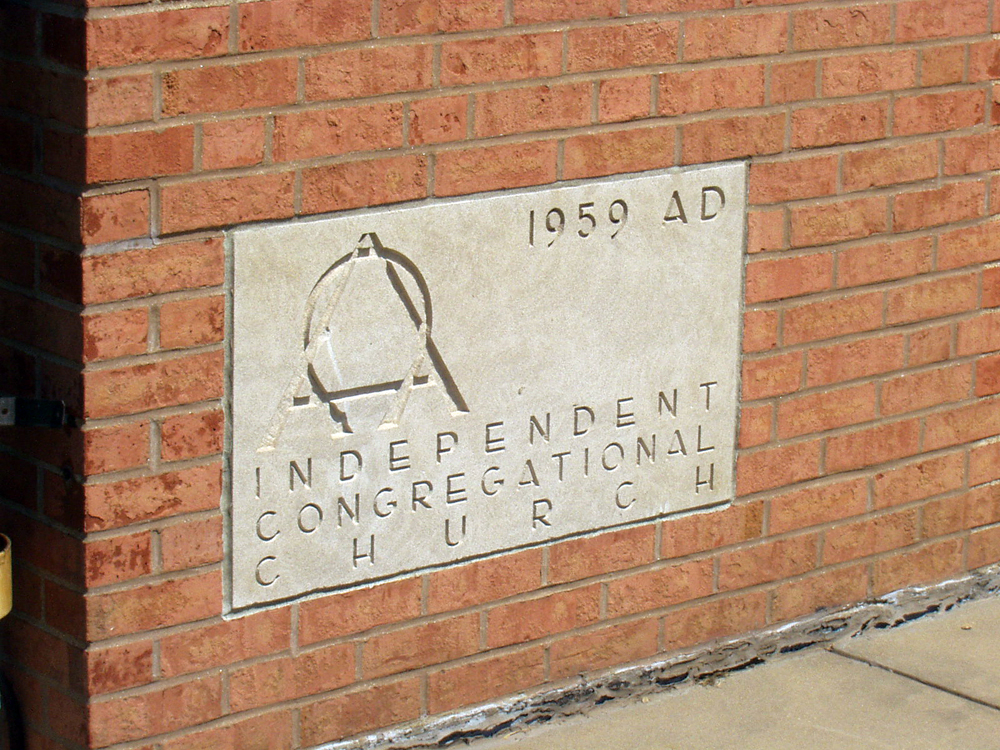 1959 AD
INDEPENDENT
CONGREGATIONAL
CHURCH